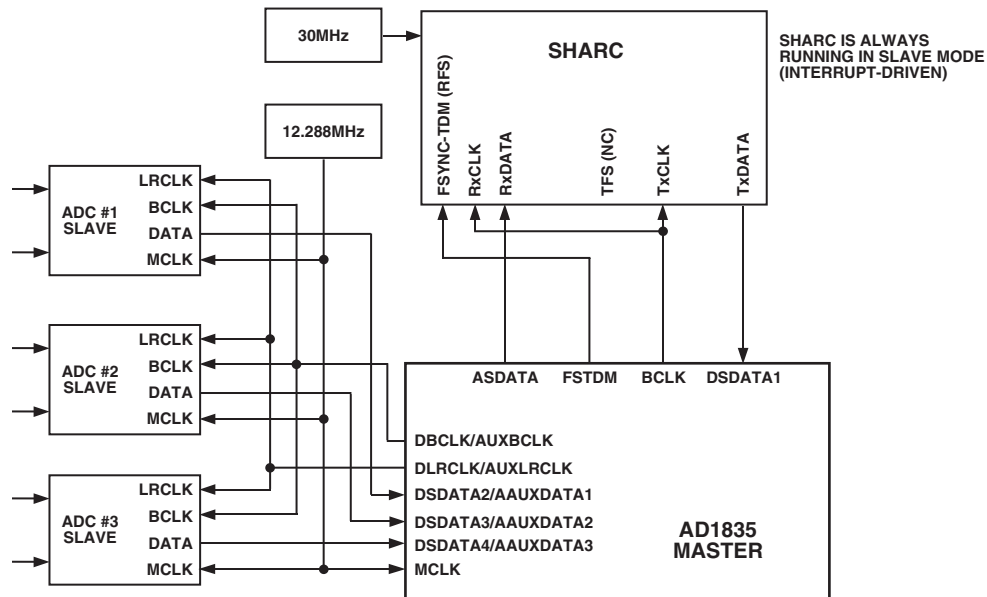 30MHz
SHARC
SHARC IS ALWAYS
RUNNING IN SLAVE MODE
(INTERRUPT-DRIVEN)
12.288MHz
FSYNC-TDM (RFS)
RxCLK
RxDATA
TFS (NC)
TxCLK
TxDATA
ADC #1
SLAVE
LRCLK
BCLK
DATA
MCLK
ADC #2
SLAVE
LRCLK
BCLK
DATA
MCLK
ADC #3
SLAVE
LRCLK
BCLK
DATA
MCLK
ASDATA FSTDM BCLK DSDATA1
DBCLK/AUXBCLK
DLRCLK/AUXLRCLK
DSDATA2/AAUXDATA1
DSDATA3/AAUXDATA2
DSDATA4/AAUXDATA3
MCLK
AD1835
MASTER